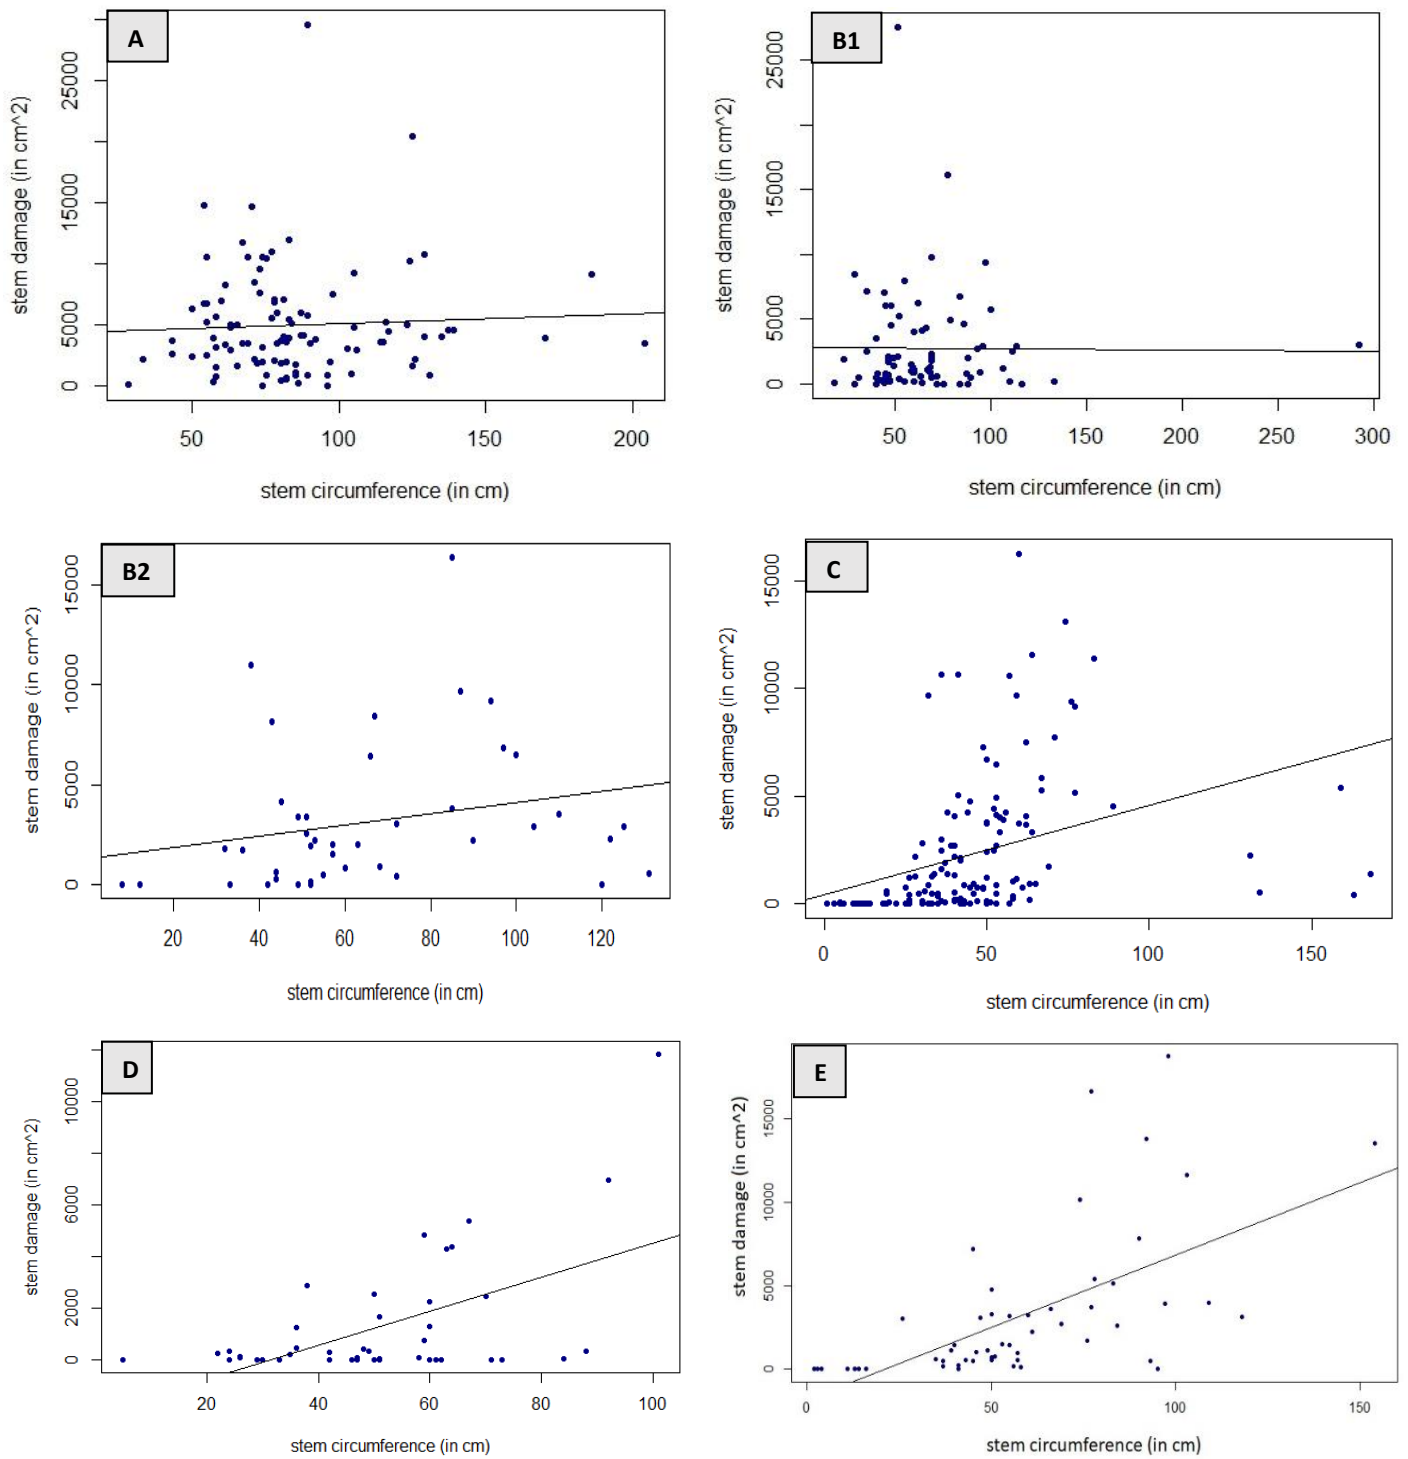 A
stem damage (in cm^2)
0 5000 15000 25000
50 100 150 200
stem circumference (in cm)
B1
stem damage (in cm^2)
0 5000 15000 25000
50 100 150 200 250 300
stem circumference (in cm)
B2
stem damage (in cm^2)
0 5000 10000 15000
20 40 60 80 100 120
stem circumference (in cm)
C
stem damage (in cm^2)
0 5000 10000 15000
0 50 100 150
stem circumference (in cm)
D
stem damage (in cm^2)
0 2000 6000 10000
20 40 60 80 100
stem circumference (in cm)
E
stem damage (in cm^2)
0 5000 10000 15000
0 50 100 150
stem circumference (in cm)